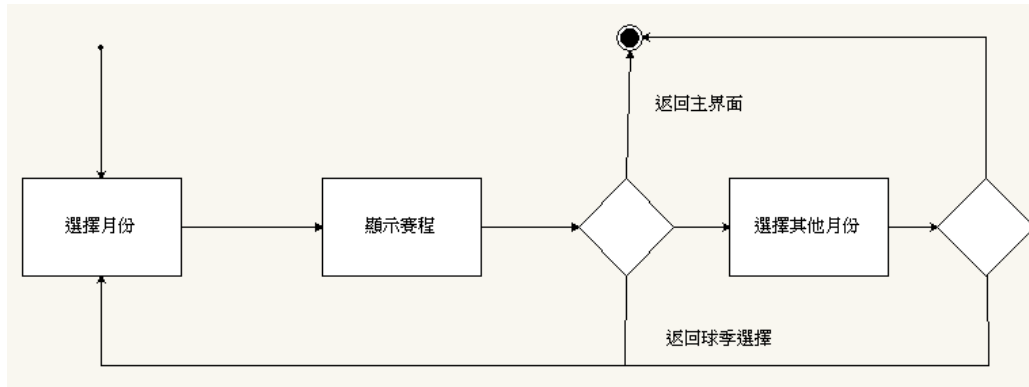 返回主界面
選擇月份
顯示賽程
選擇其他月份
返回球季選擇